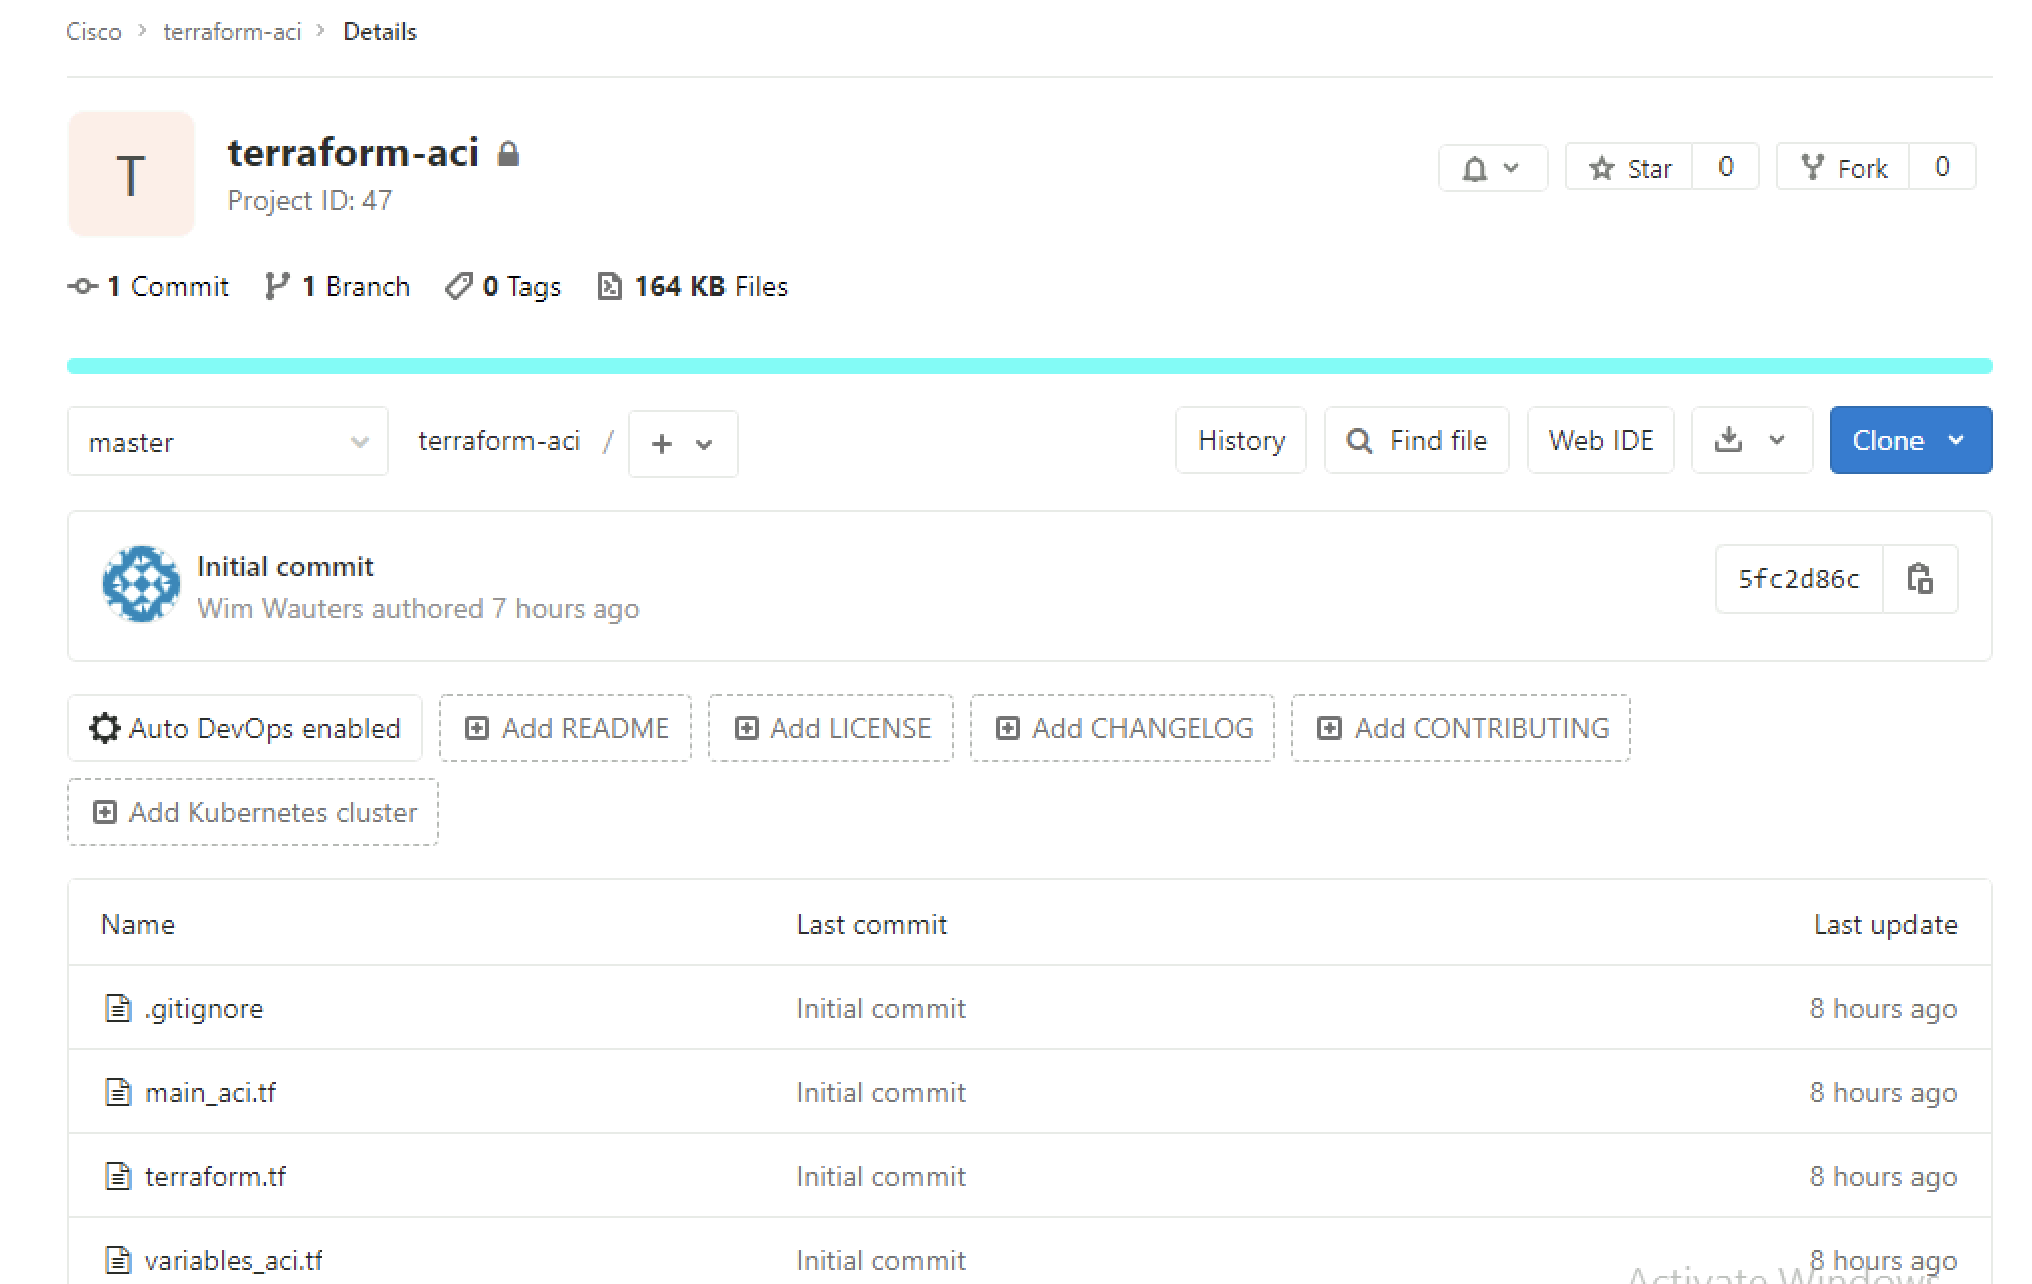 Cisco > terraform-aci > Details
T
terraform-aci
Project ID: 47
Star 0 Fork 0
1 Commit 1 Branch 0 Tags 164 KB Files
master terraform-aci / + History Find file Web IDE Clone
Initial commit
Wim Wauters authored 7 hours ago
5fc2d86c
Auto DevOps enabled Add README Add LICENSE Add CHANGELOG Add CONTRIBUTING
Add Kubernetes cluster
Name Last commit Last update
.gitignore Initial commit 8 hours ago
main_aci.tf Initial commit 8 hours ago
terraform.tf Initial commit 8 hours ago
variables_aci.tf Initial commit 8 hours ago
Activate Windows